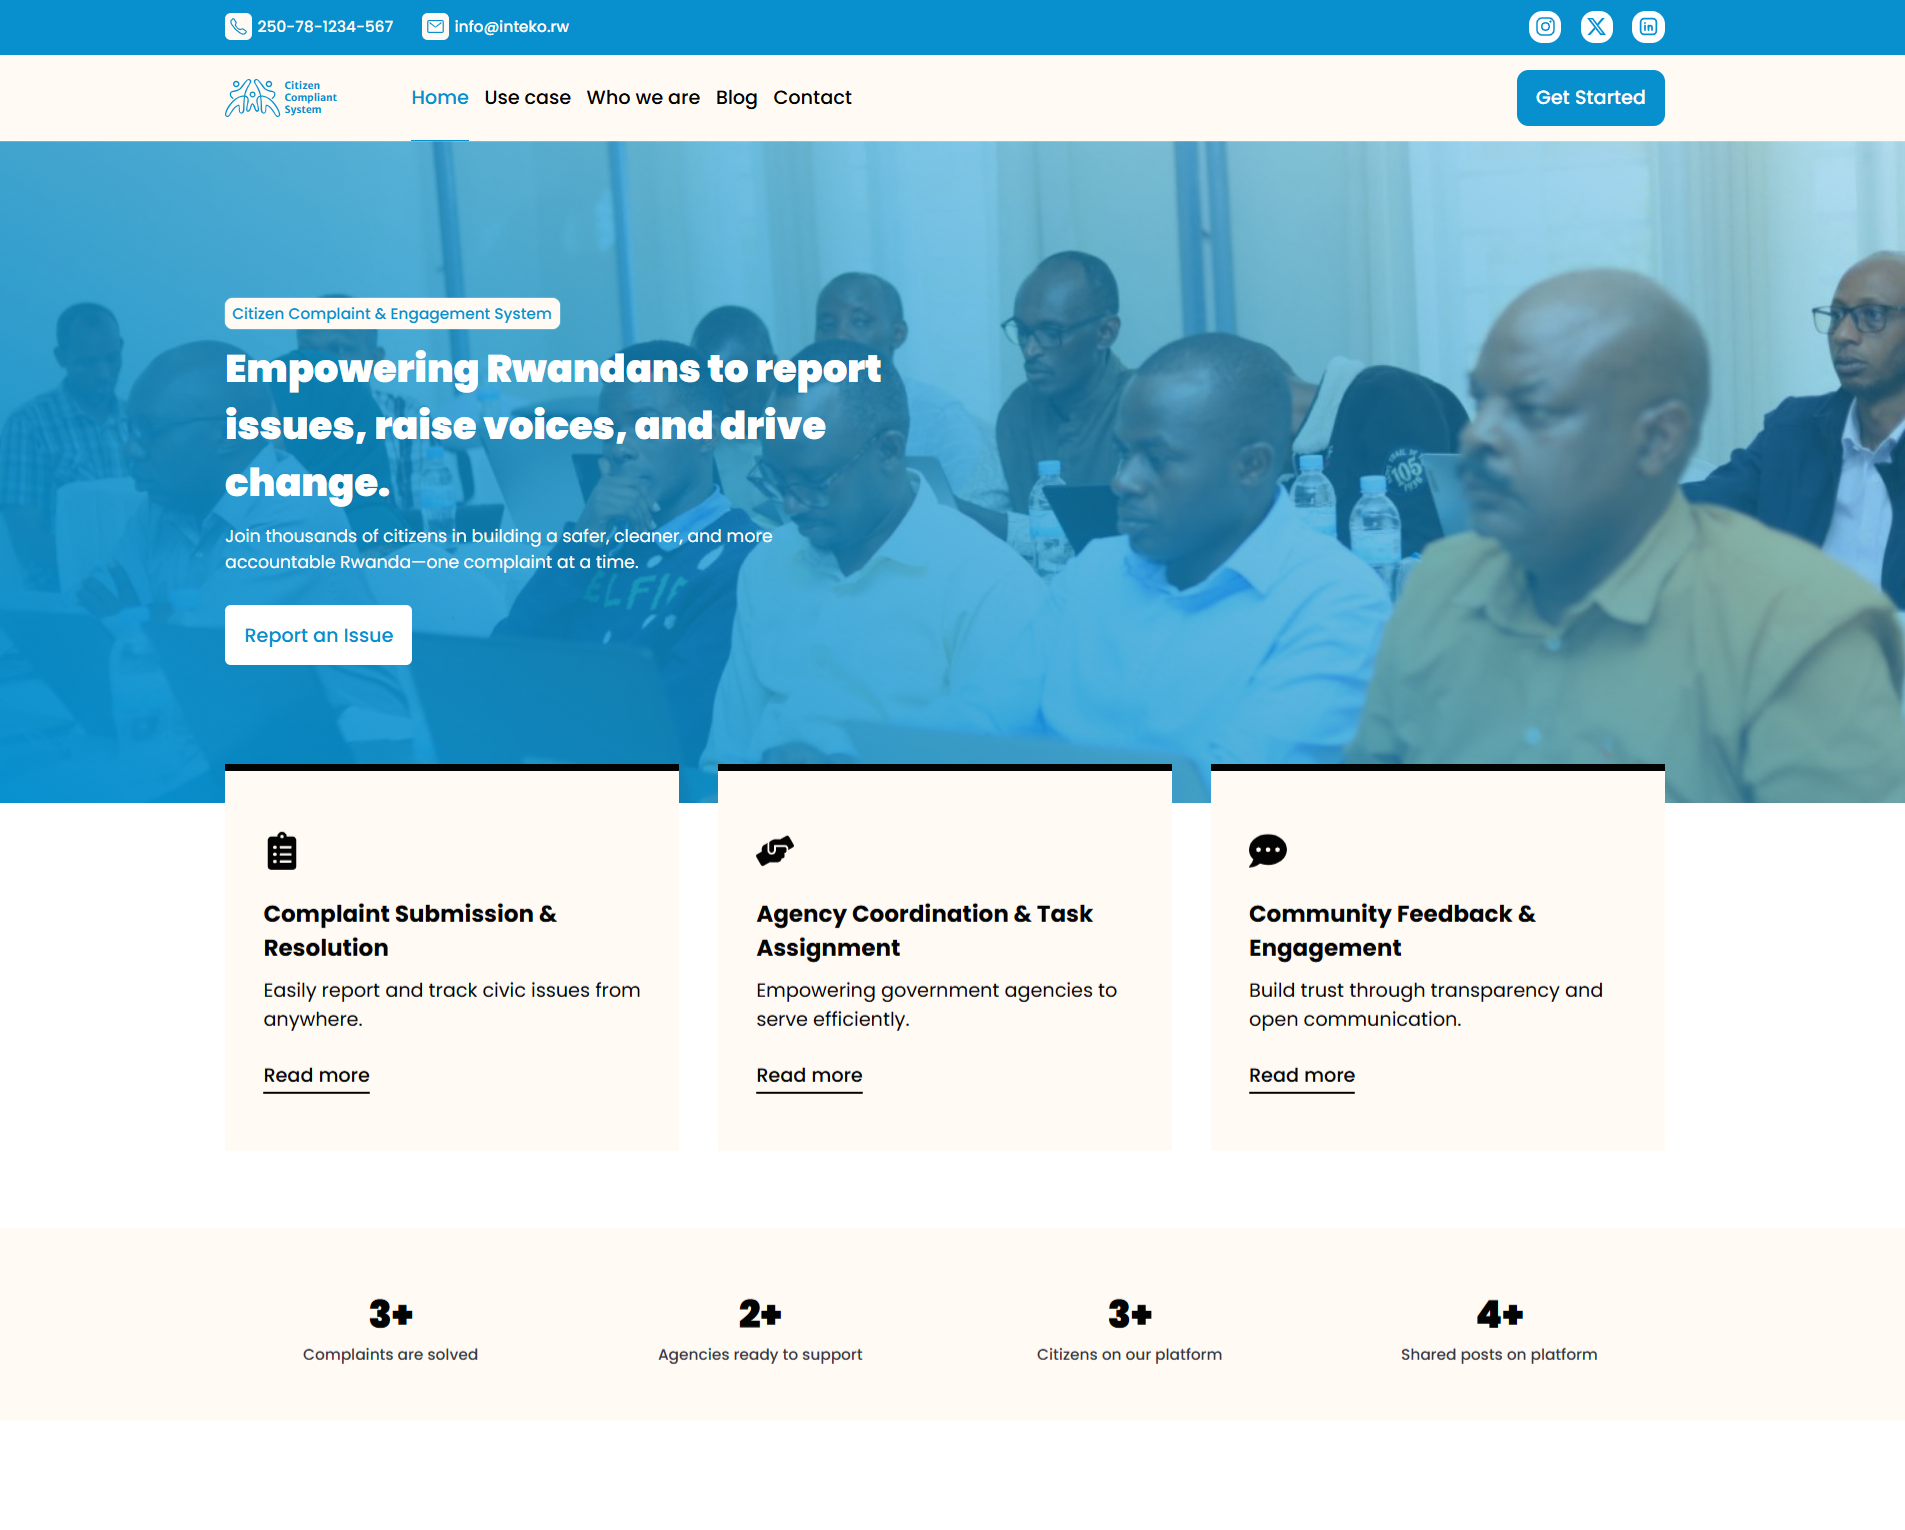 250-78-1234-567
info@inteko.rw
Citizen
Compliant
System
Home Use case Who we are Blog Contact
Get Started
Citizen Complaint & Engagement System
Empowering Rwandans to report
issues, raise voices, and drive
change.
Join thousands of citizens in building a safer, cleaner, and more
accountable Rwanda—one complaint at a time.
Report an Issue
105
Complaint Submission &
Resolution
Easily report and track civic issues from
anywhere.
Read more
Agency Coordination & Task
Assignment
Empowering government agencies to
serve efficiently.
Read more
Community Feedback &
Engagement
Build trust through transparency and
open communication.
Read more
3+
Complaints are solved
2+
Agencies ready to support
3+
Citizens on our platform
4+
Shared posts on platform